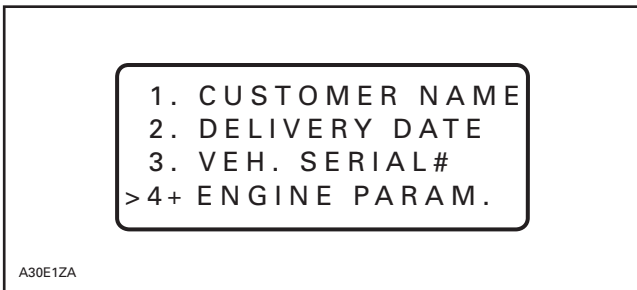 1. CUSTOMER NAME
2. DELIVERY DATE
3. VEH. SERIAL#
>4+ ENGINE PARAM.
A30E1ZA